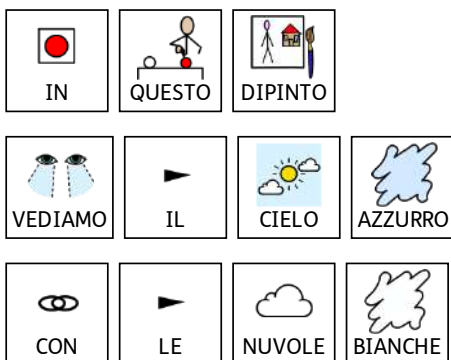 IN QUESTO DIPINTO
VEDIAMO IL CIELO AZZURRO
CON LE NUVOLE BIANCHE